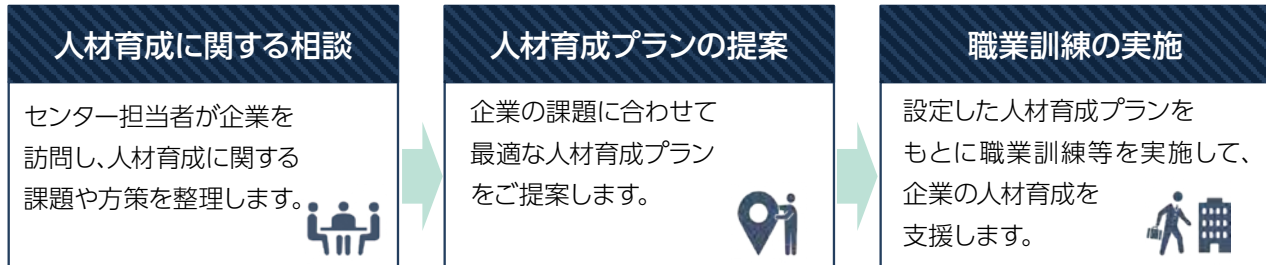 人材育成に関する相談
センター担当者が企業を
訪問し、人材育成に関する
課題や方策を整理します。
人材育成プランの提案
企業の課題に合わせて
最適な人材育成プラン
をご提案します。
職業訓練の実施
設定した人材育成プランを
もとに職業訓練等を実施して、
企業の人材育成を
支援します。